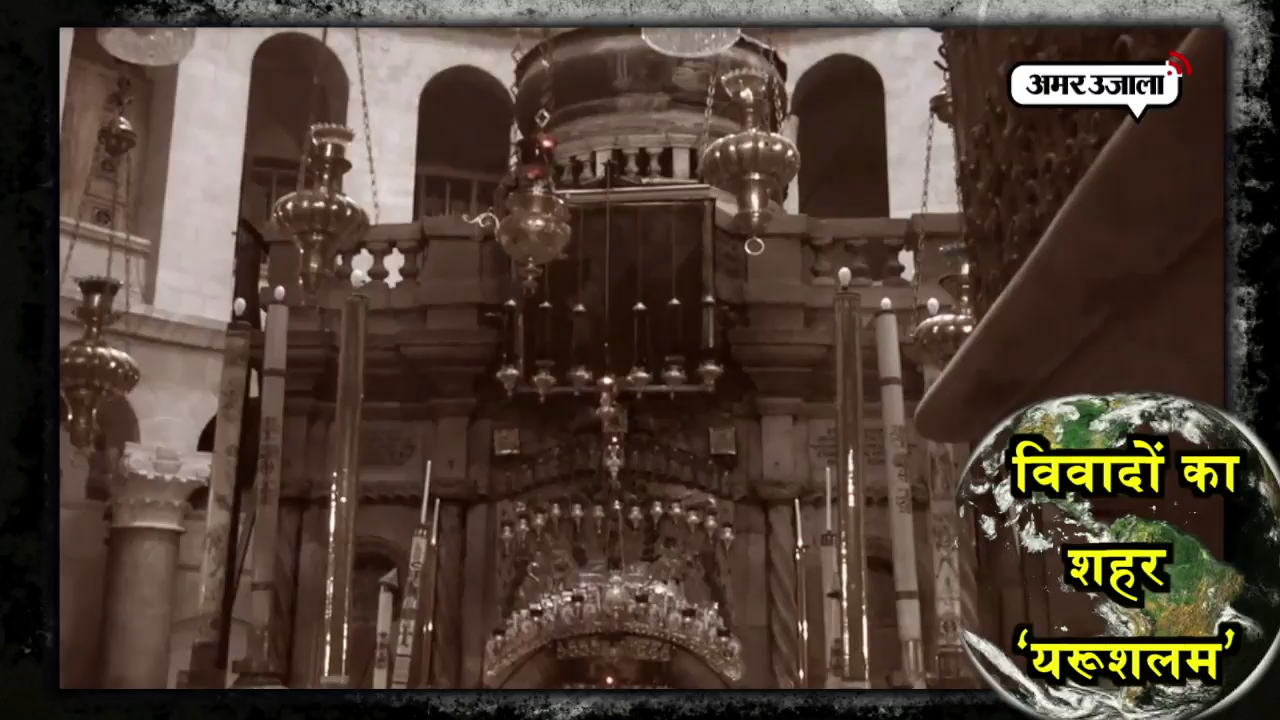 अमर उजाला
विवादों का
शहर
‘यरूशलम’